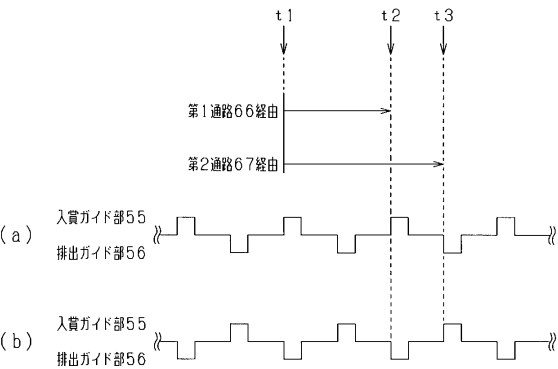 t1 t2 t3
第1通路66経由
第2通路67経由
入賞ガイド部55
(a)
排出ガイド部56
入賞ガイド部55
(b)
排出ガイド部56